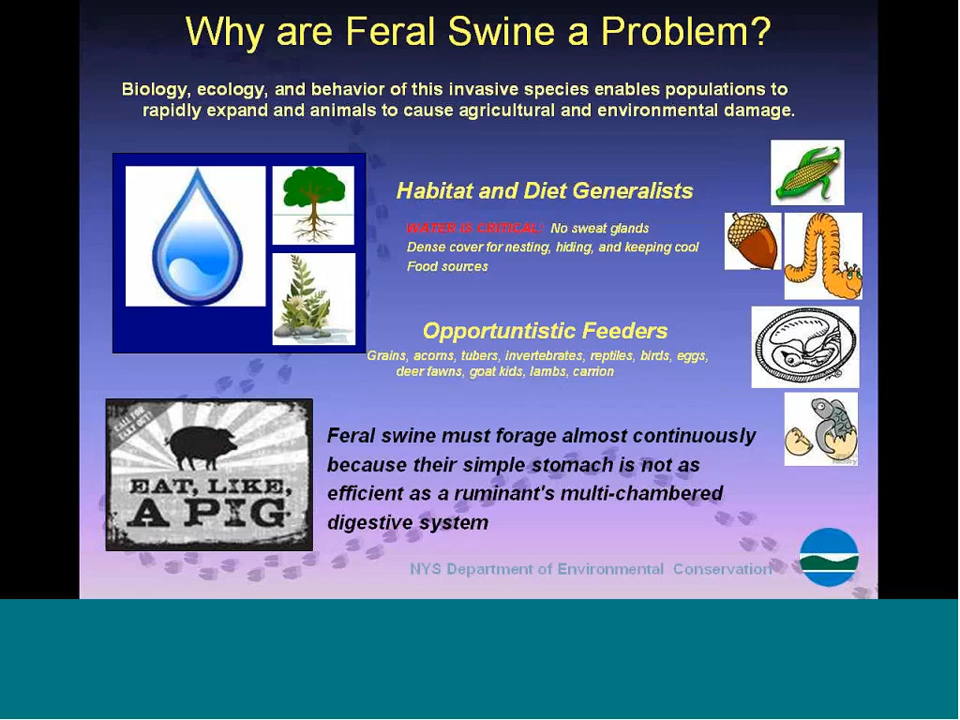 Why are Feral Swine a Problem?
Biology, ecology, and behavior of this invasive species enables populations to
rapidly expand and animals to cause agricultural and environmental damage.
Habitat and Diet Generalists
WATER IS CRITICAL! No sweat glands
Dense cover for nesting, hiding, and keeping cool
Food sources
Opportuntistic Feeders
Grains, acorns, tubers, invertebrates, reptiles, birds, eggs,
deer fawns, goat kids, lambs, carrion
CALL FOR
TAKE OUT!
EAT, LIKE,
A PIG
Feral swine must forage almost continuously
because their simple stomach is not as
efficient as a ruminant's multi-chambered
digestive system
NYS Department of Environmental Conservation